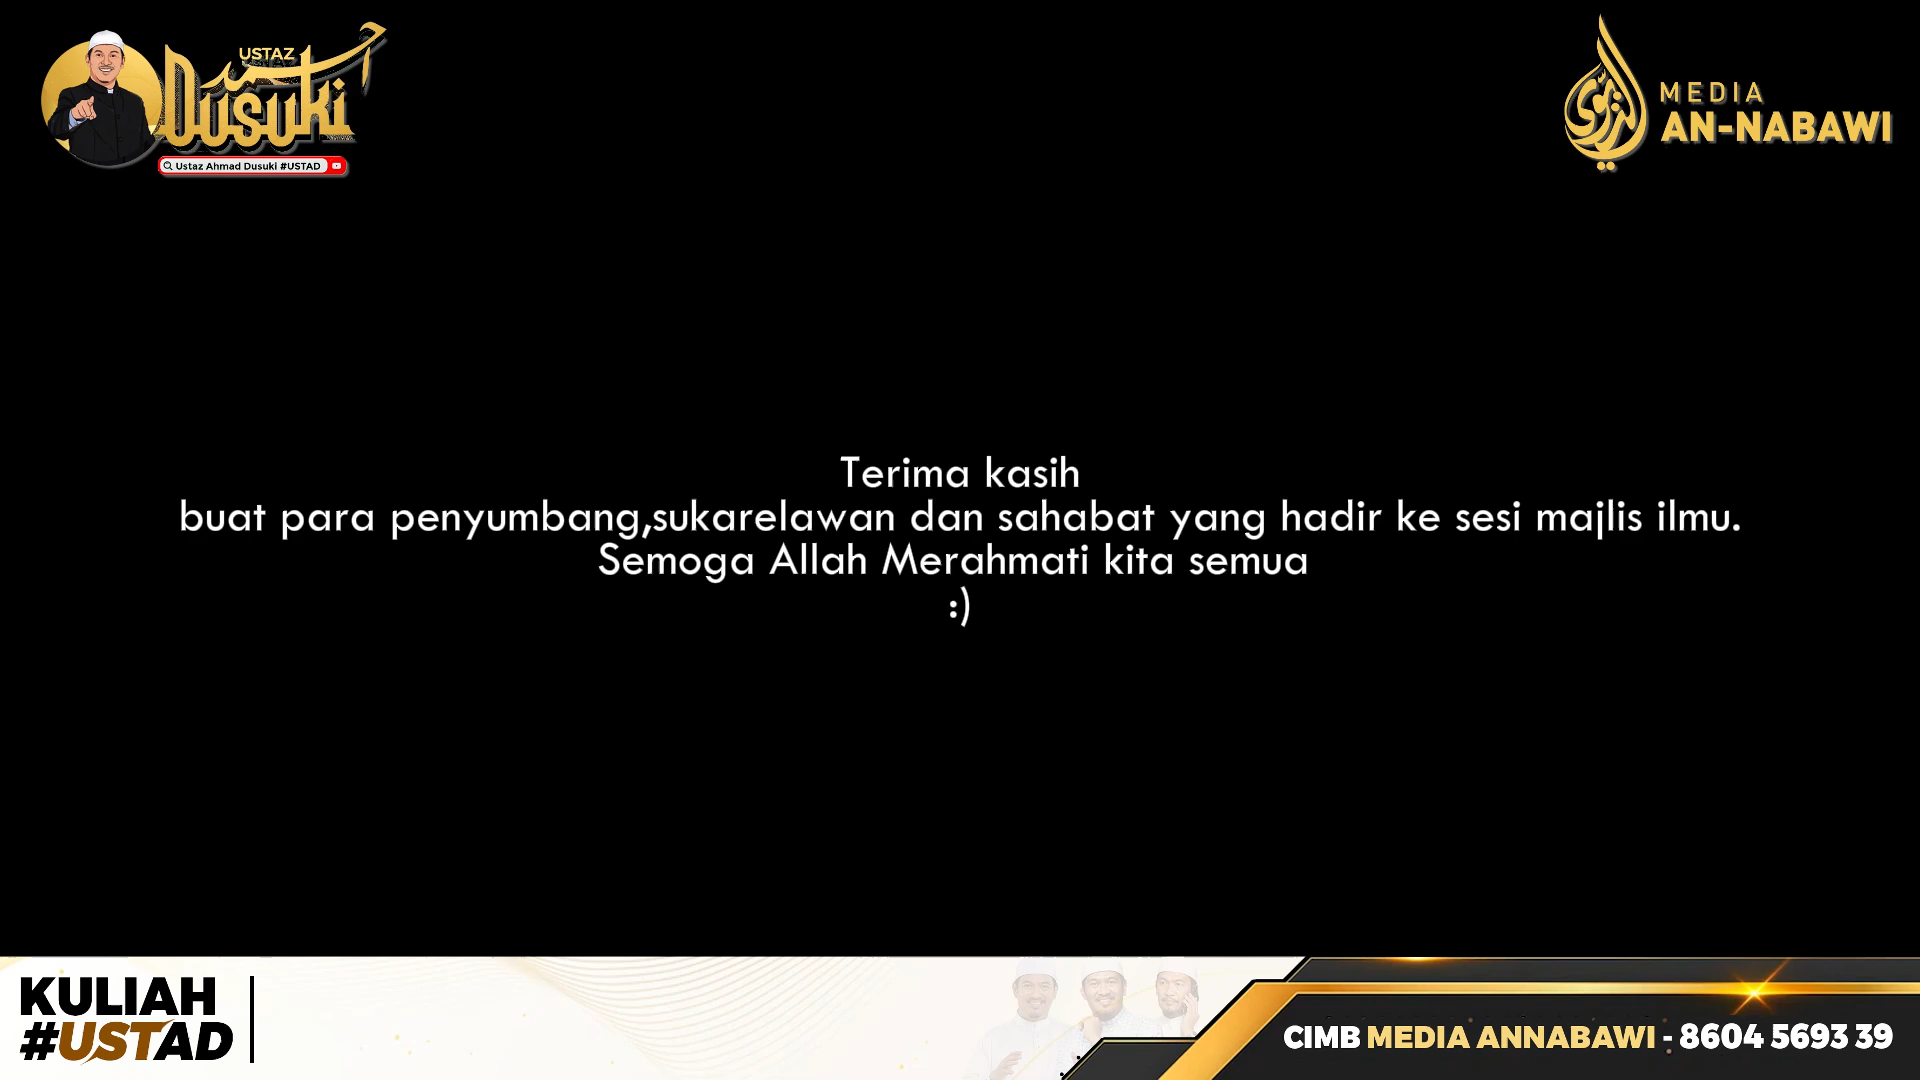 USTAZ
أحمد
Dusuki
Ustaz Ahmad Dusuki #USTAD
MEDIA
AN-NABAWI
Terima kasih
buat para penyumbang,sukarelawan dan sahabat yang hadir ke sesi majlis ilmu.
Semoga Allah Merahmati kita semua
:)
KULIAH
#USTAD
CIMB MEDIA ANNABAWI - 8604 5693 39